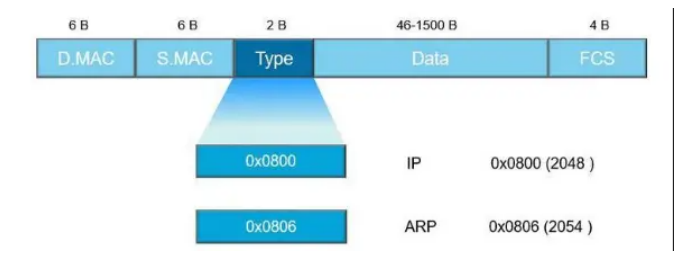 6 B 6 B 2 B 46-1500 B 4 B
D.MAC S.MAC Type Data FCS
0x0800 IP 0x0800 (2048 )
0x0806 ARP 0x0806 (2054 )